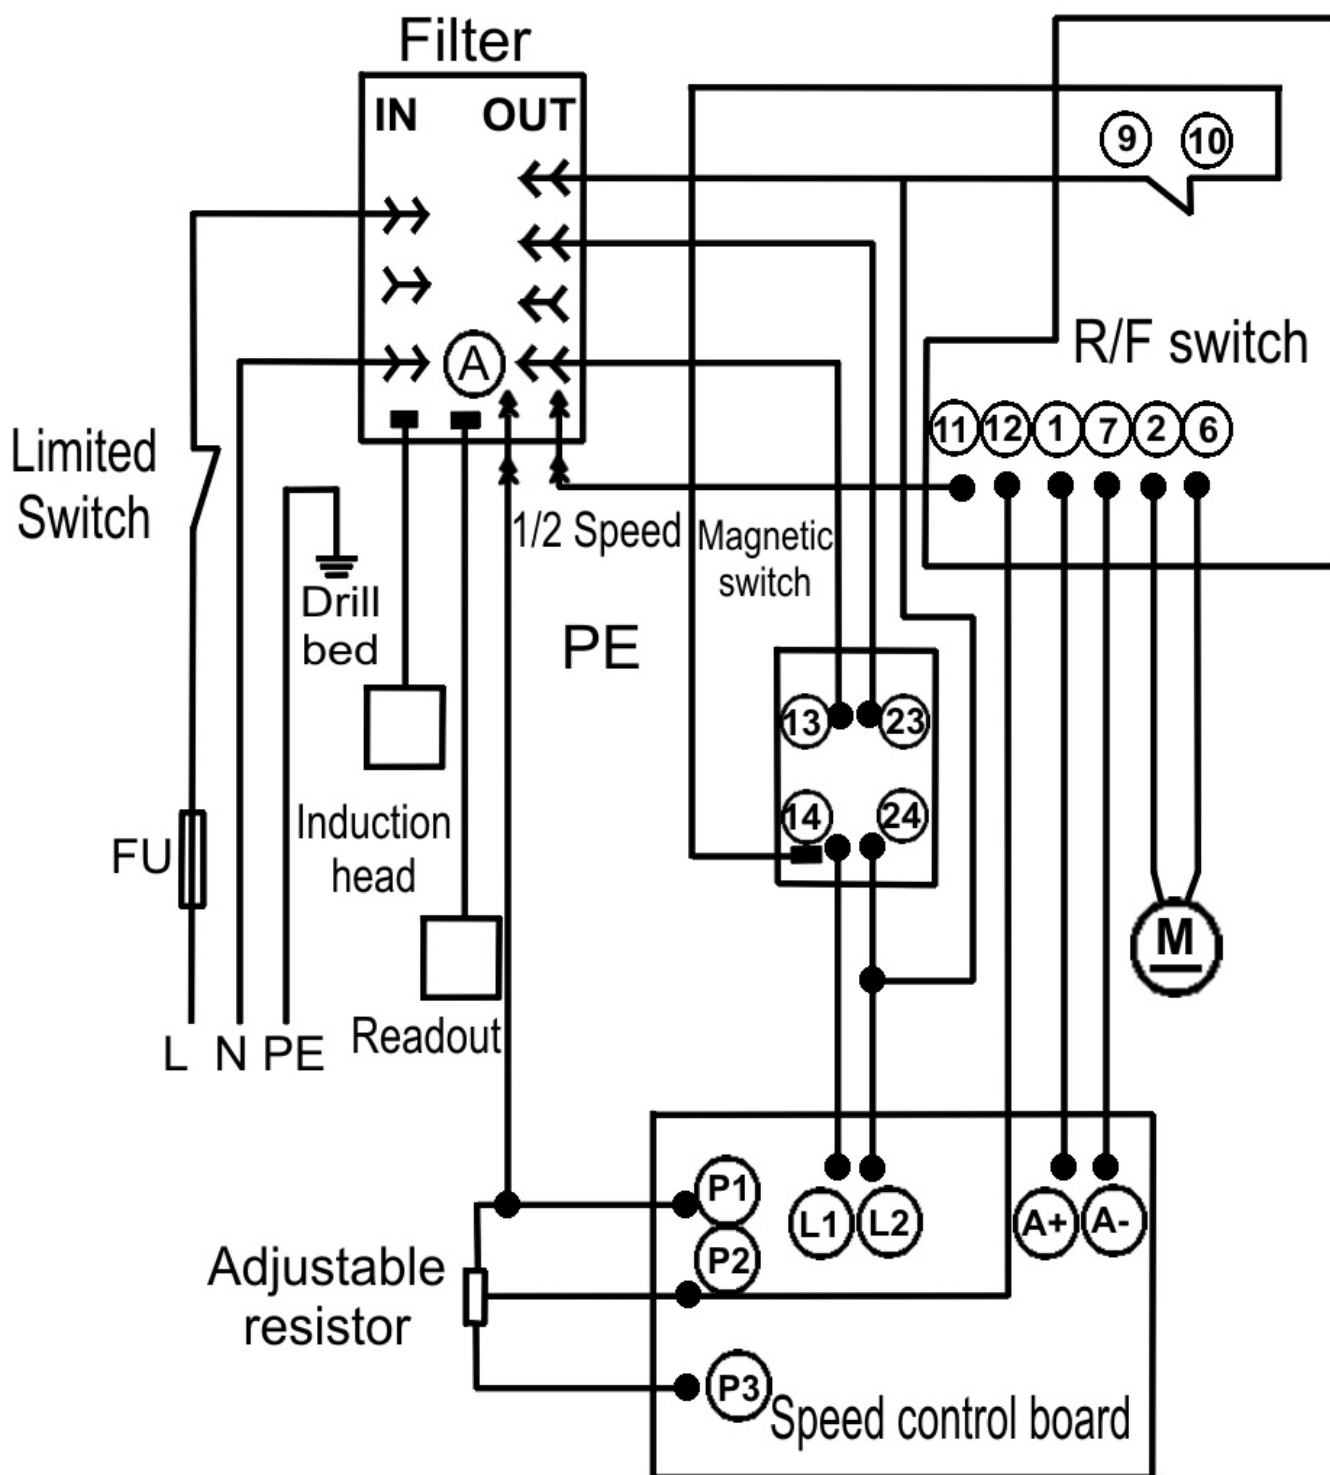 Filter
IN OUT
9 10
R/F switch
A
11 12 1 7 2 6
Limited
Switch
1/2 Speed
Magnetic
switch
Drill
bed
PE
13 23
14 24
FU
Induction
head
M
Readout
L N PE
P1
L1 L2 A+ A-
P2
Adjustable
resistor
P3
Speed control board